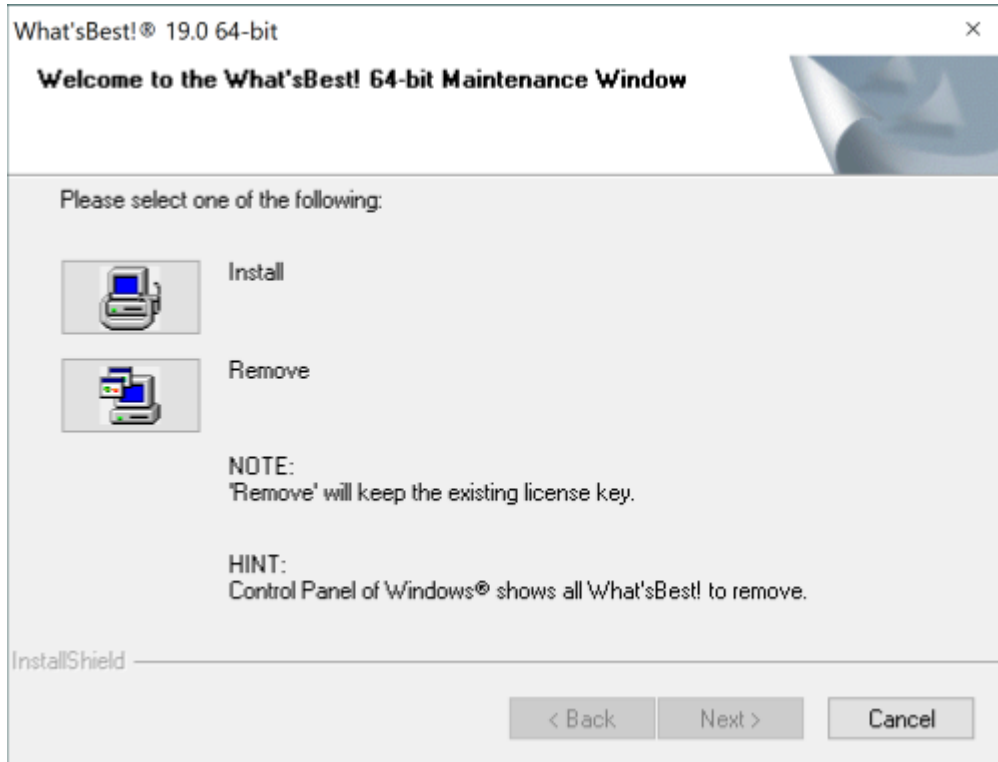 What'sBest!® 19.0 64-bit
Welcome to the What'sBest! 64-bit Maintenance Window
Please select one of the following:
Install
Remove
NOTE:
'Remove' will keep the existing license key.
HINT:
Control Panel of Windows® shows all What'sBest! to remove.
InstallShield
< Back Next > Cancel